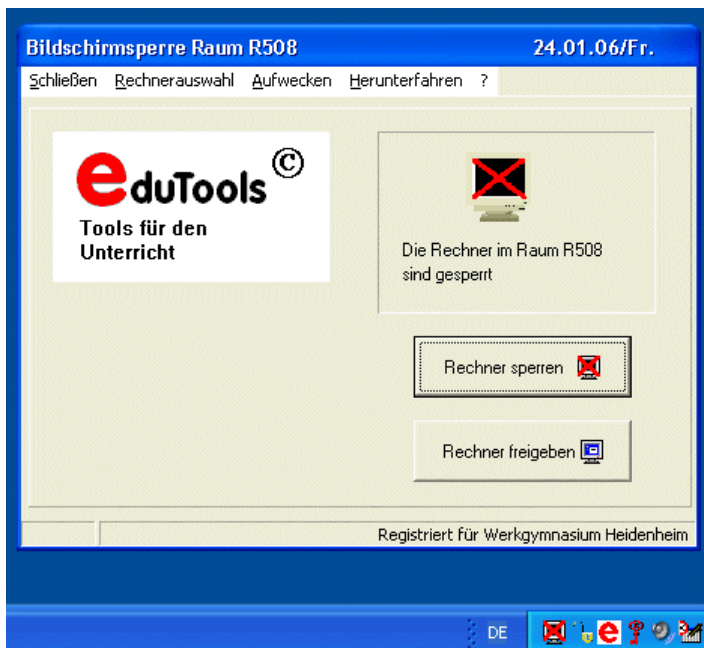 Bildschirmsperre Raum R508 24.01.06/Fr.
Schließen Rechnerauswahl Aufwecken Herunterfahren ?
eduTools ©
Tools für den
Unterricht
Die Rechner im Raum R508
sind gesperrt
Rechner sperren
Rechner freigeben
Registriert für Werkgymnasium Heidenheim
DE e